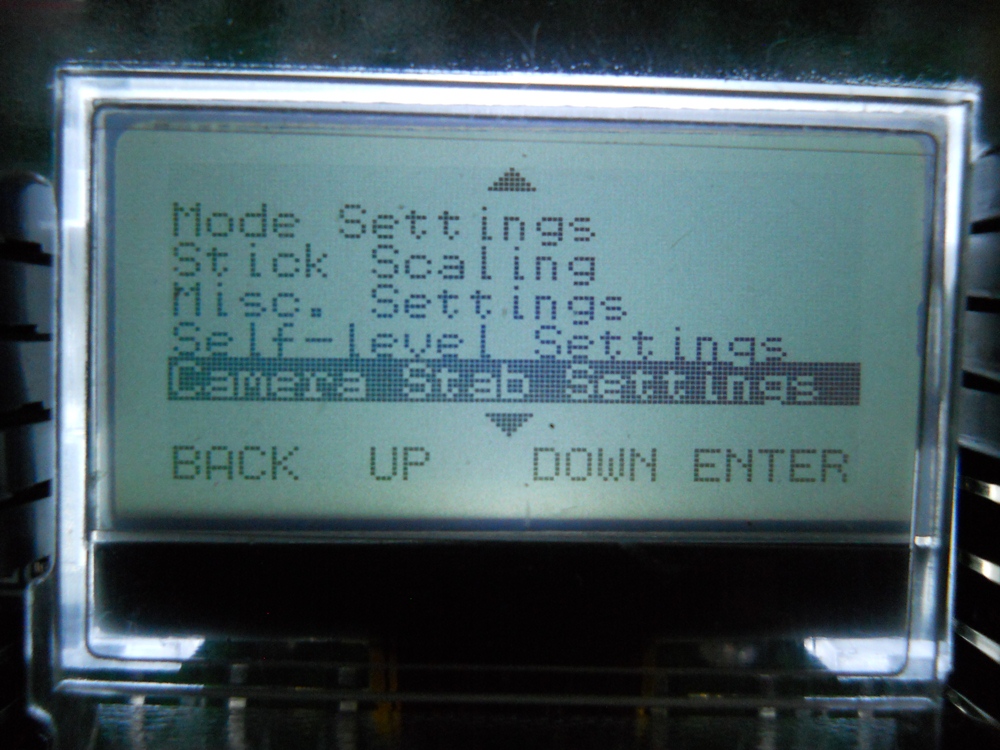 Mode Settings
Stick Scaling
Misc. Settings
Self-level Settings
Camera Stab Settings
BACK UP DOWN ENTER